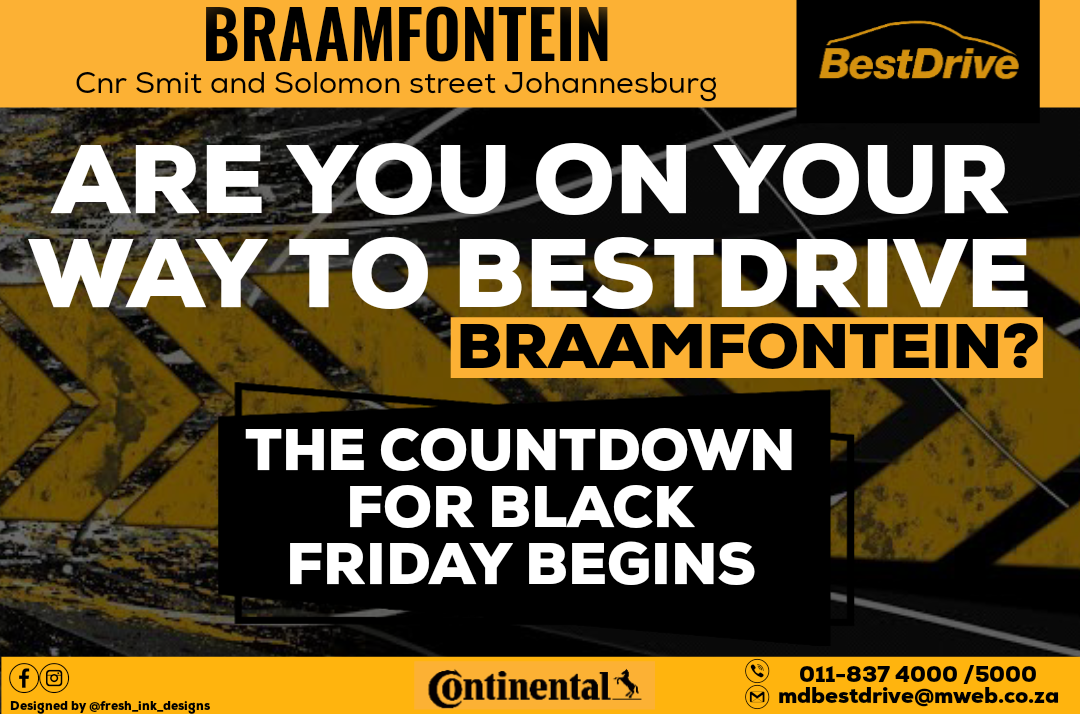 BRAAMFONTEIN
Cnr Smit and Solomon street Johannesburg
BestDrive
ARE YOU ON YOUR
WAY TO BESTDRIVE
BRAAMFONTEIN?
THE COUNTDOWN
FOR BLACK
FRIDAY BEGINS
Designed by @fresh_ink_designs
Continental
011-837 4000 /5000
mdbestdrive@mweb.co.za